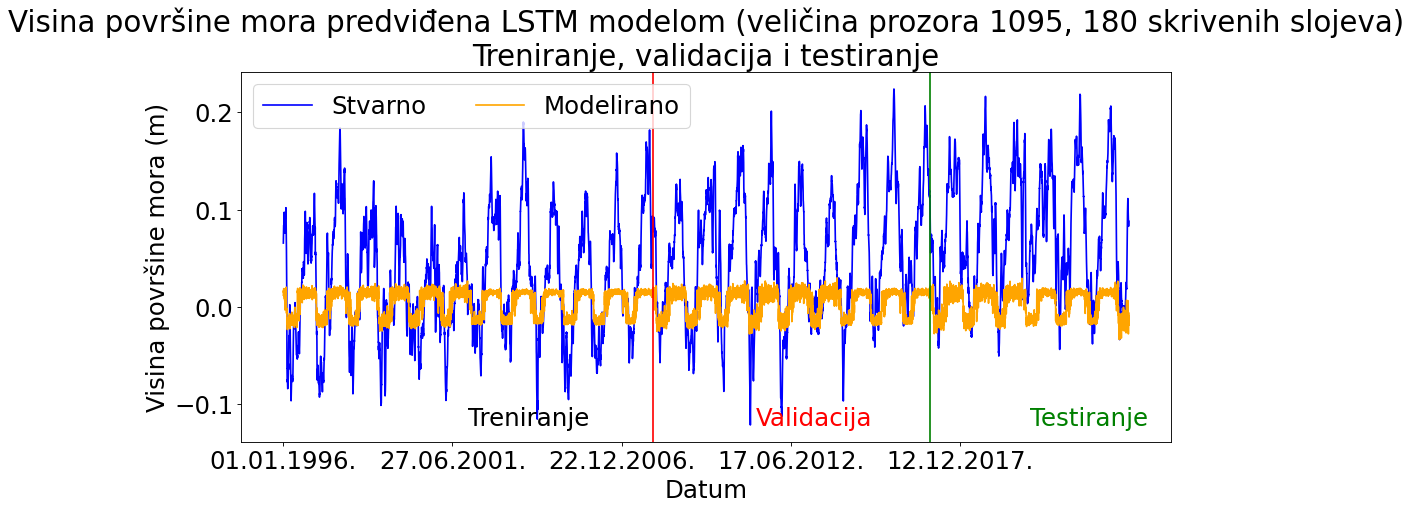 Visina površine mora predviđena LSTM modelom (veličina prozora 1095, 180 skrivenih slojeva)
Treniranje, validacija i testiranje
Stvarno
Modelirano
Visina površine mora (m)
0.2
0.1
0.0
−0.1
Treniranje
Validacija
Testiranje
01.01.1996.
27.06.2001.
22.12.2006.
17.06.2012.
12.12.2017.
Datum